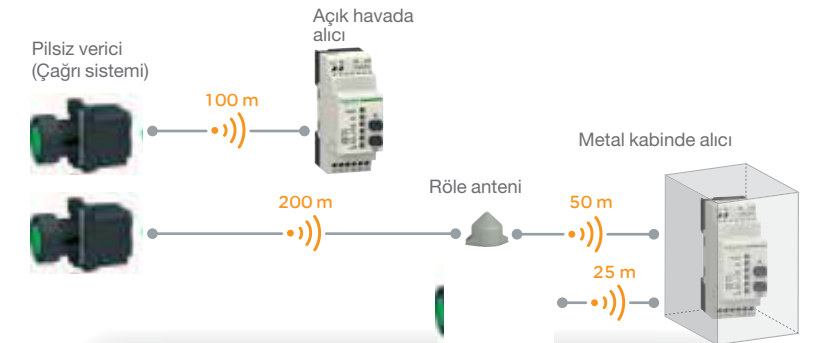 Açık havada
alıcı
Pilsiz verici
(Çağrı sistemi)
100 m
Metal kabinde alıcı
Röle anteni
200 m
50 m
25 m